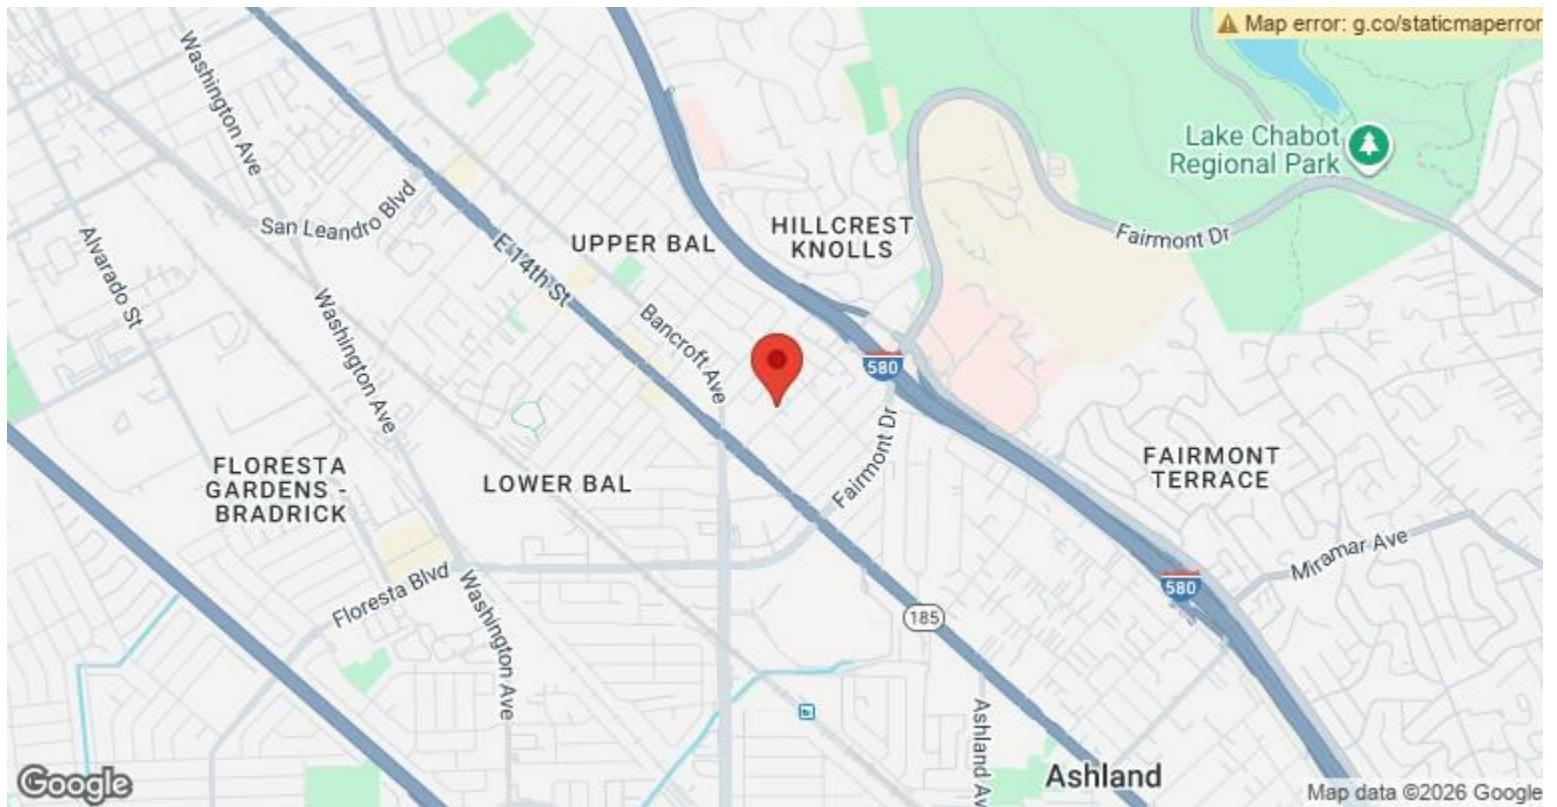 Map error: g.co/staticmaperror
Washington Ave
Lake Chabot
Regional Park
San Leandro Blvd
Alvarado St
E 14th St
UPPER BAL
HILLCREST
KNOLLS
Fairmont Dr
Washington Ave
Bancroft Ave
580
Fairmont Dr
FLORESTA
GARDENS -
BRADRICK
LOWER BAL
FAIRMONT
TERRACE
Miramar Ave
580
Floresta Blvd
Washington Ave
185
Ashland Av
Ashland
Google
Map data ©2026 Google